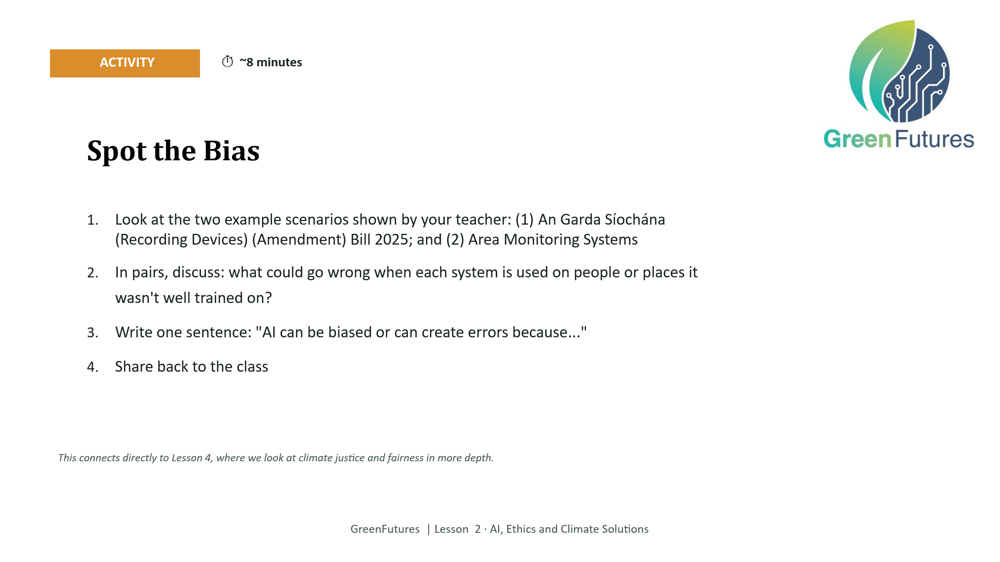 ACTIVITY
⏱ ~8 minutes
GreenFutures
Spot the Bias
1. Look at the two example scenarios shown by your teacher: (1) An Garda Síochána
(Recording Devices) (Amendment) Bill 2025; and (2) Area Monitoring Systems
2. In pairs, discuss: what could go wrong when each system is used on people or places it
wasn't well trained on?
3. Write one sentence: "AI can be biased or can create errors because..."
4. Share back to the class
This connects directly to Lesson 4, where we look at climate justice and fairness in more depth.
GreenFutures | Lesson 2 · AI, Ethics and Climate Solutions